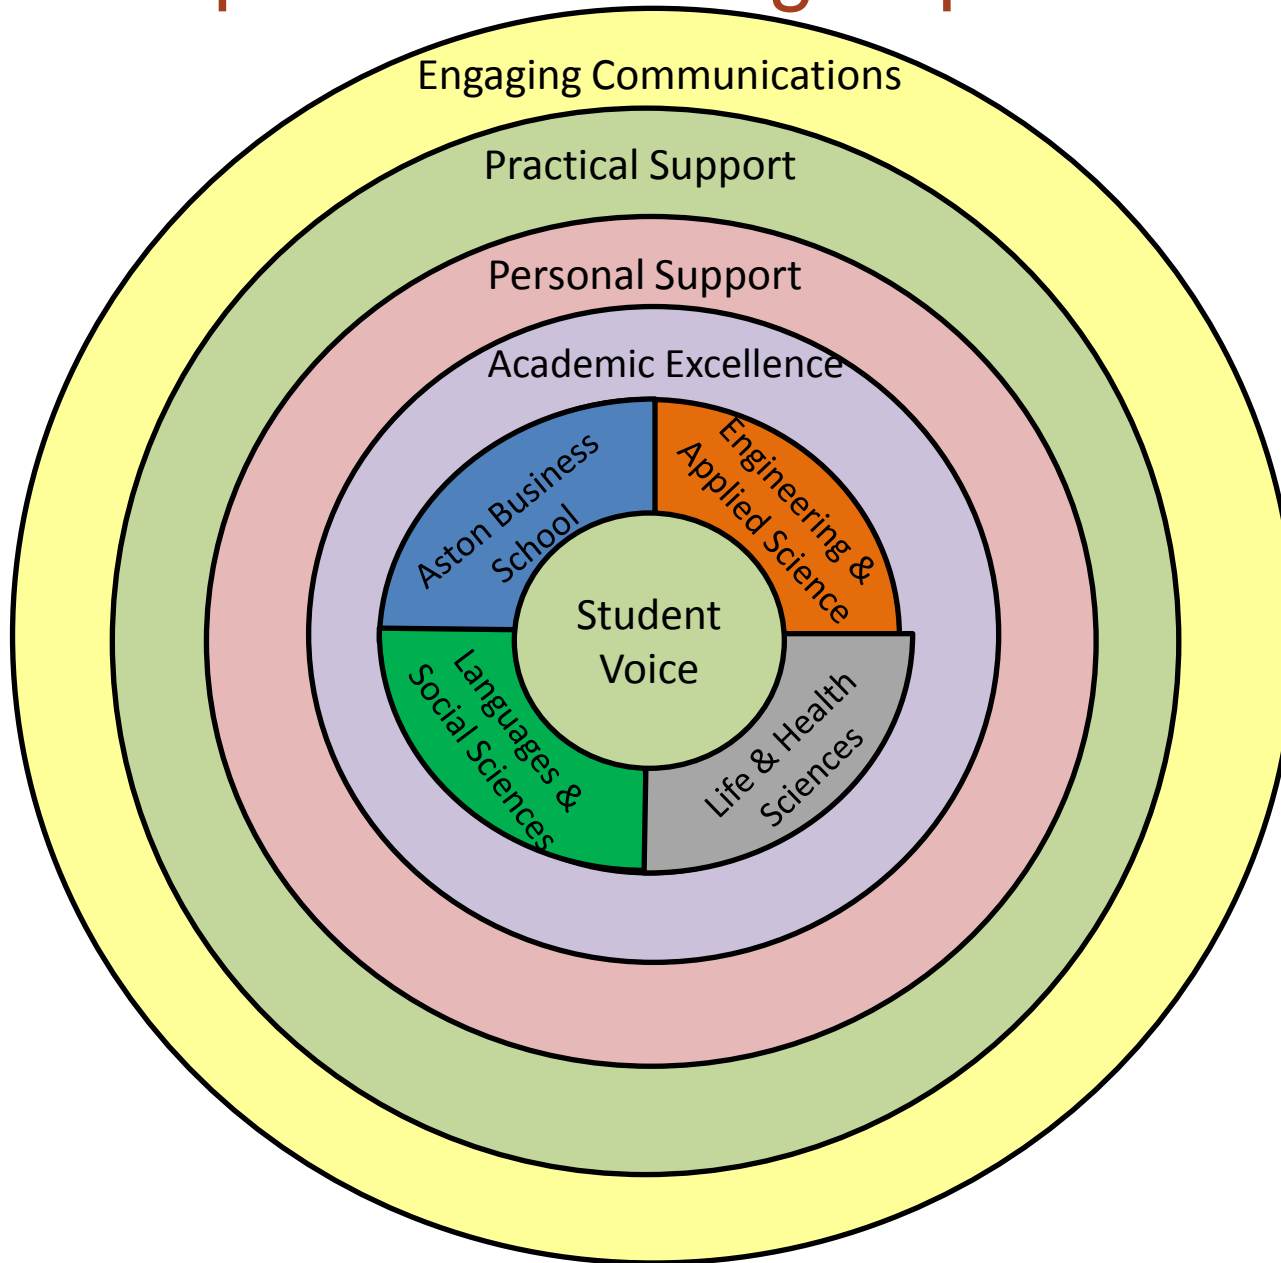 Engaging Communications
Practical Support
Personal Support
Academic Excellence
Aston Business
School
Engineering &
Applied Science
Student
Voice
Languages &
Social Sciences
Life & Health
Sciences